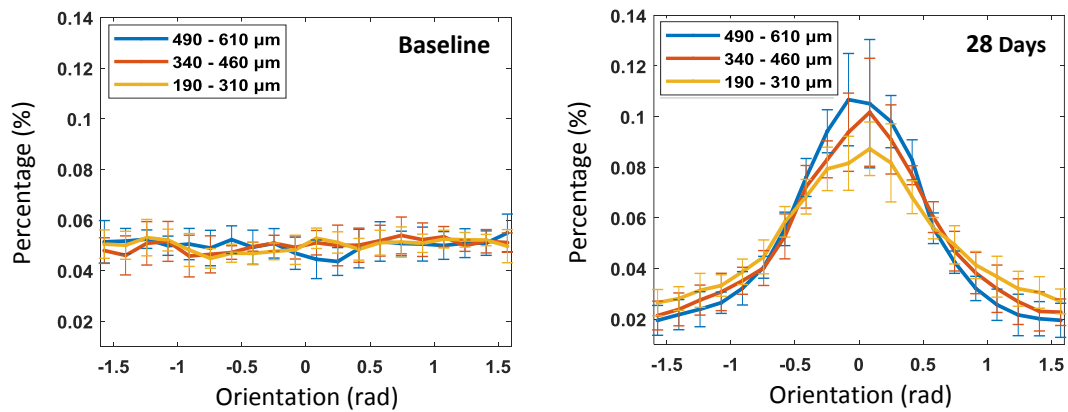 0.14
0.12
0.10
0.08
0.06
0.04
0.02
Percentage (%)
490 - 610 µm
340 - 460 µm
190 - 310 µm
Baseline
-1.5
-1
-0.5
0
0.5
1
1.5
Orientation (rad)
0.14
0.12
0.10
0.08
0.06
0.04
0.02
Percentage (%)
490 - 610 µm
340 - 460 µm
190 - 310 µm
28 Days
-1.5
-1
-0.5
0
0.5
1
1.5
Orientation (rad)